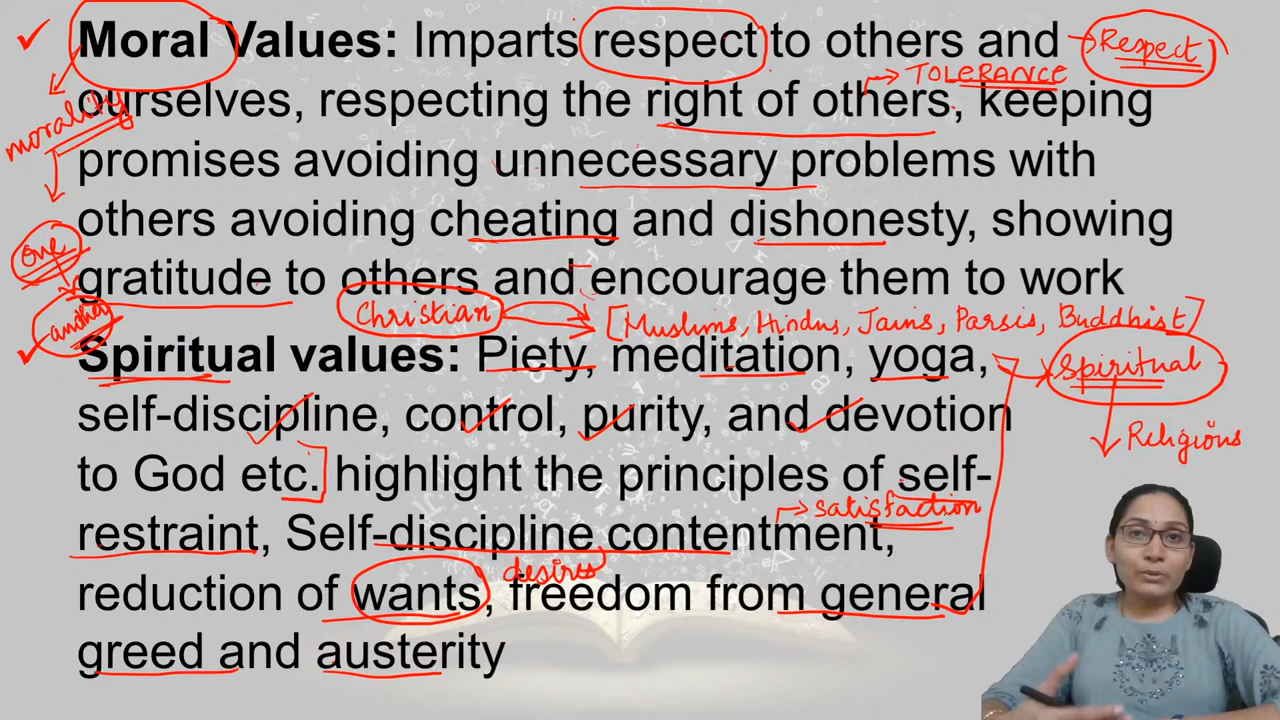 Moral Values: Imparts respect to others and → Respect
TOLERANCE
ourselves, respecting the right of others, keeping
morality
promises avoiding unnecessary problems with
others avoiding cheating and dishonesty, showing
one
gratitude to others and encourage them to work
another
Christian [Muslims, Hindus, Jains, Parsis, Buddhist]
Spiritual values: Piety, meditation, yoga,
Spiritual
self-discipline, control, purity, and devotion
Religious
to God etc. highlight the principles of self-
satisfaction
restraint, Self-discipline contentment,
desires
reduction of wants, freedom from general
greed and austerity